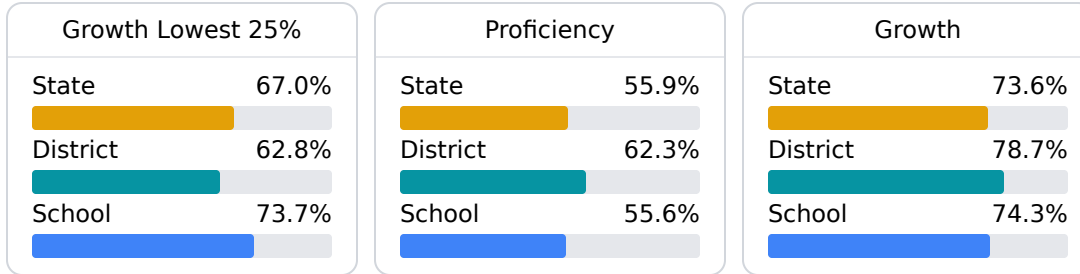 Growth Lowest 25%
State 67.0%
District 62.8%
School 73.7%
Proficiency
State 55.9%
District 62.3%
School 55.6%
Growth
State 73.6%
District 78.7%
School 74.3%